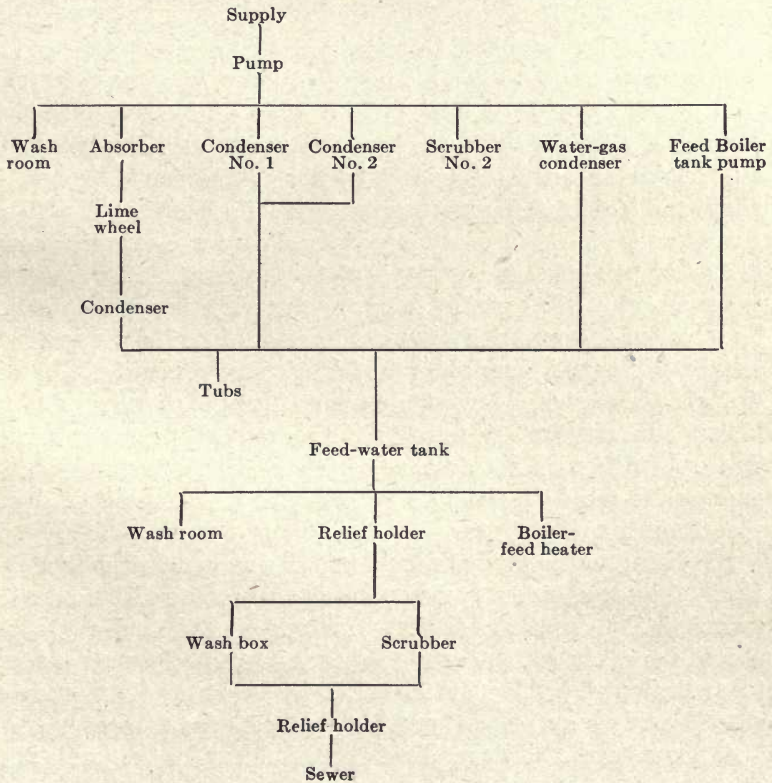 Supply
Pump
Wash room
Absorber
Condenser No. 1
Condenser No. 2
Scrubber No. 2
Water-gas condenser
Feed Boiler tank pump
Lime wheel
Condenser
Tubs
Feed-water tank
Wash room
Relief holder
Boiler-feed heater
Wash box
Scrubber
Relief holder
Sewer